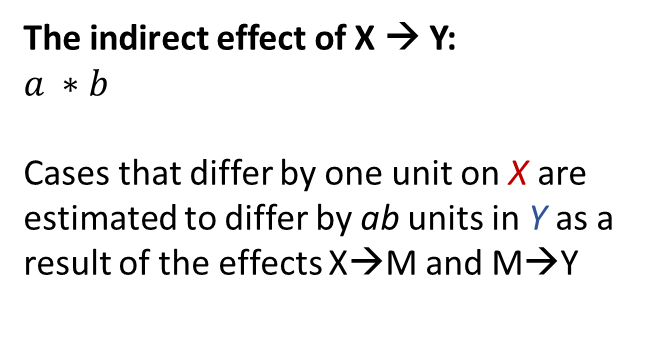 The indirect effect of X → Y:
a * b
Cases that differ by one unit on X are
estimated to differ by ab units in Y as a
result of the effects X→M and M→Y